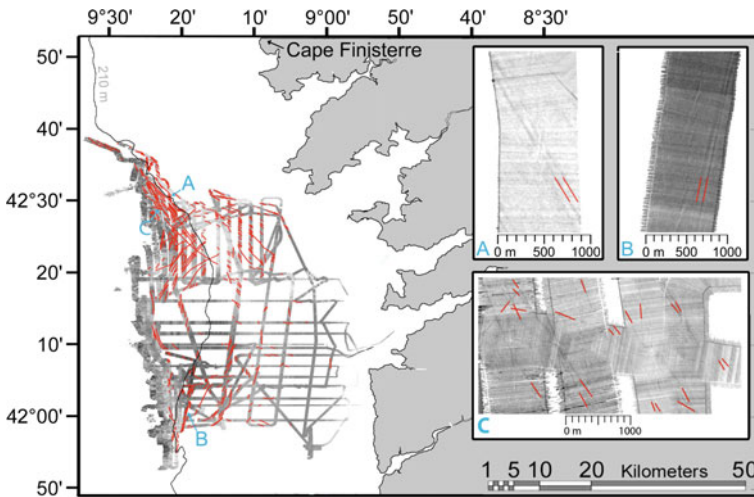 9°30' 20' 10' 9°00' 50' 40' 8°30'
50'
Cape Finisterre
210 m
40'
A
42°30'
C
20'
10'
42°00'
B
50'
0 m 500 1000
A
0 m 500 1000
B
0 m 1000
C
1 5 10 20 Kilometers 50